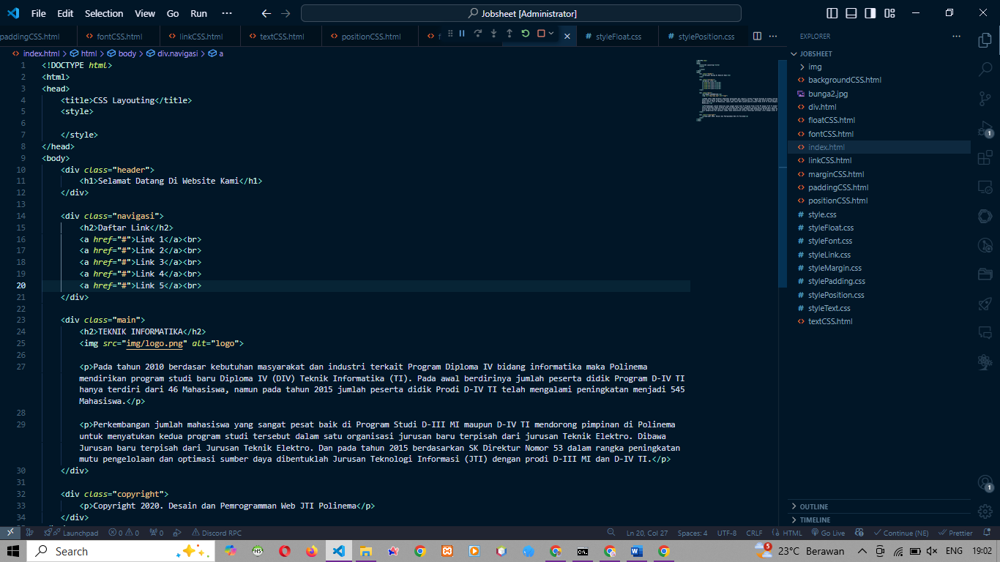 File Edit Selection View Go Run ··· Jobsheet [Administrator]
paddingCSS.html fontCSS.html linkCSS.html textCSS.html positionCSS.html styleFloat.css stylePosition.css
index.html > html > body > div.navigasi > a
1 <!DOCTYPE html>
2 <html>
3 <head>
4 <title>CSS Layouting</title>
5 <style>
6
7 </style>
8 </head>
9 <body>
10 <div class="header">
11 <h1>Selamat Datang Di Website Kami</h1>
12 </div>
13
14 <div class="navigasi">
15 <h2>Daftar Link</h2>
16 <a href="#">Link 1</a><br>
17 <a href="#">Link 2</a><br>
18 <a href="#">Link 3</a><br>
19 <a href="#">Link 4</a><br>
20 <a href="#">Link 5</a><br>
21 </div>
22
23 <div class="main">
24 <h2>TEKNIK INFORMATIKA</h2>
25 <img src="img/logo.png" alt="logo">
26
27 <p>Pada tahun 2010 berdasar kebutuhan masyarakat dan industri terkait Program Diploma IV bidang informatika maka Polinema
mendirikan program studi baru Diploma IV (DIV) Teknik Informatika (TI). Pada awal berdirinya jumlah peserta didik Program D-IV TI
hanya terdiri dari 46 Mahasiswa, namun pada tahun 2015 jumlah peserta didik Prodi D-IV TI telah mengalami peningkatan menjadi 545
Mahasiswa.</p>
28
29 <p>Perkembangan jumlah mahasiswa yang sangat pesat baik di Program Studi D-III MI maupun D-IV TI mendorong pimpinan di Polinema
untuk menyatukan kedua program studi tersebut dalam satu organisasi jurusan baru terpisah dari jurusan Teknik Elektro. Dibawa
Jurusan baru terpisah dari Jurusan Teknik Elektro. Dan pada tahun 2015 berdasarkan SK Direktur Nomor 53 dalam rangka peningkatan
mutu pengelolaan dan optimasi sumber daya dibentuklah Jurusan Teknologi Informasi (JTI) dengan prodi D-III MI dan D-IV TI.</p>
30 </div>
31
32 <div class="copyright">
33 <p>Copyright 2020. Desain dan Pemrogramman Web JTI Polinema</p>
34 </div>
EXPLORER
JOBSHEET
img
backgroundCSS.html
bunga2.jpg
div.html
floatCSS.html
fontCSS.html
index.html
linkCSS.html
marginCSS.html
paddingCSS.html
positionCSS.html
style.css
styleFloat.css
styleFont.css
styleLink.css
styleMargin.css
stylePadding.css
stylePosition.css
styleText.css
textCSS.html
OUTLINE
TIMELINE
1
1
Launchpad 0 0 0 Discord RPC Ln 20, Col 27 Spaces: 4 UTF-8 CRLF HTML Go Live Continue (NE) Prettier
Search 5 23°C Berawan ENG 19:02